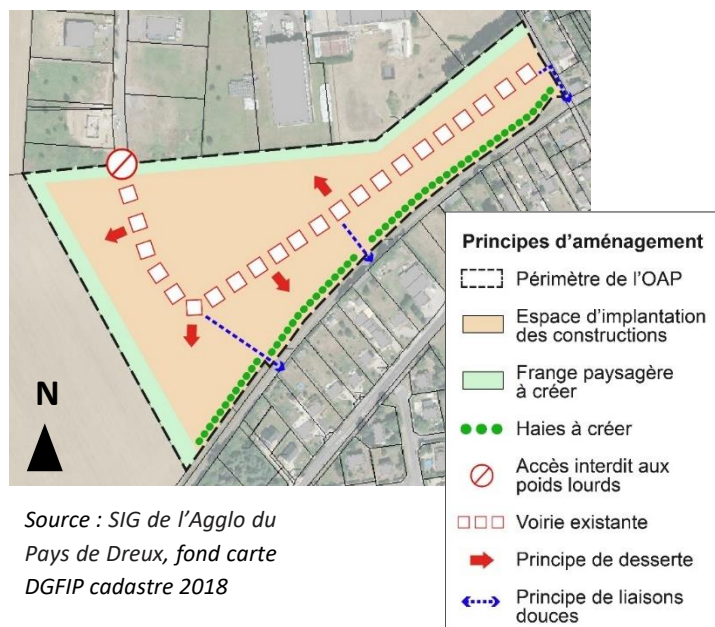 Principes d'aménagement
Périmètre de l'OAP
Espace d'implantation
des constructions
Frange paysagère
à créer
Haies à créer
Accès interdit aux
poids lourds
Voirie existante
Principe de desserte
Principe de liaisons
douces
N
Source : SIG de l'Agglo du
Pays de Dreux, fond carte
DGFIP cadastre 2018